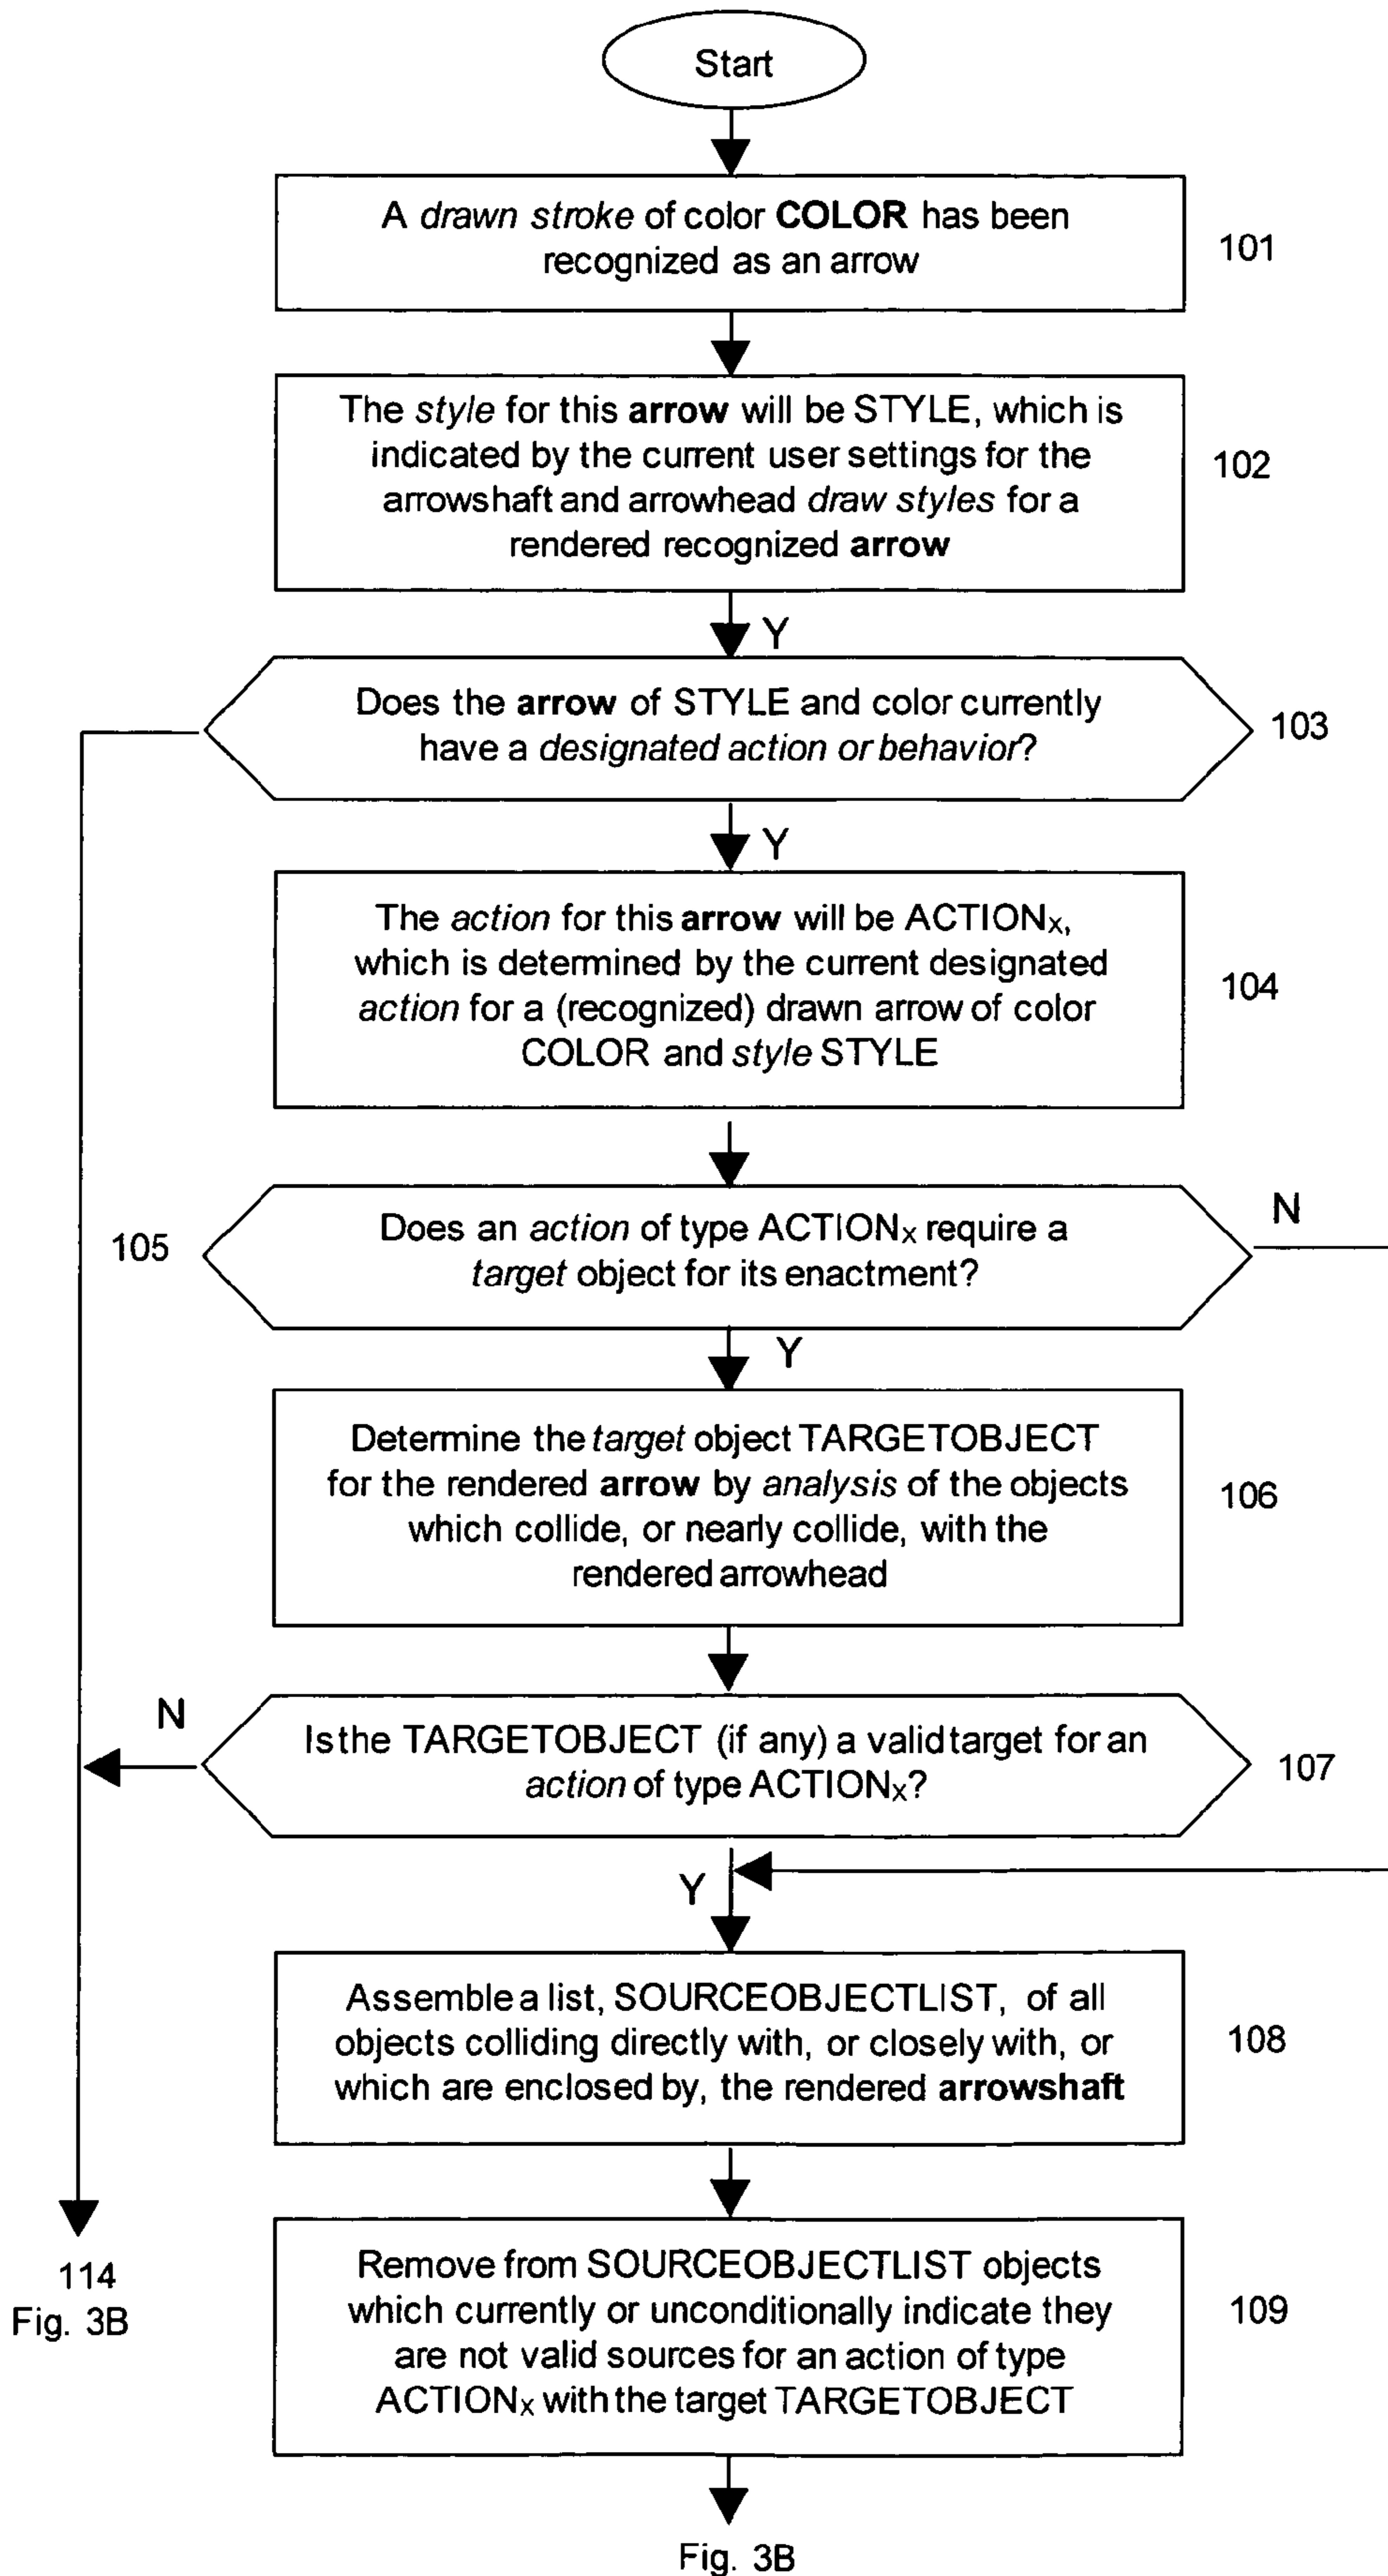 Start
A drawn stroke of color COLOR has been
recognized as an arrow
101
The style for this arrow will be STYLE, which is
indicated by the current user settings for the
arrowshaft and arrowhead draw styles for a
rendered recognized arrow
102
Y
Does the arrow of STYLE and color currently
have a designated action or behavior?
103
Y
The action for this arrow will be ACTIONX,
which is determined by the current designated
action for a (recognized) drawn arrow of color
COLOR and style STYLE
104
105
Does an action of type ACTIONX require a
target object for its enactment?
N
Y
Determine the target object TARGETOBJECT
for the rendered arrow by analysis of the objects
which collide, or nearly collide, with the
rendered arrowhead
106
N
Is the TARGETOBJECT (if any) a valid target for an
action of type ACTIONX?
107
Y
Assemble a list, SOURCEOBJECTLIST, of all
objects colliding directly with, or closely with, or
which are enclosed by, the rendered arrowshaft
108
114
Fig. 3B
Remove from SOURCEOBJECTLIST objects
which currently or unconditionally indicate they
are not valid sources for an action of type
ACTIONX with the target TARGETOBJECT
109
Fig. 3B